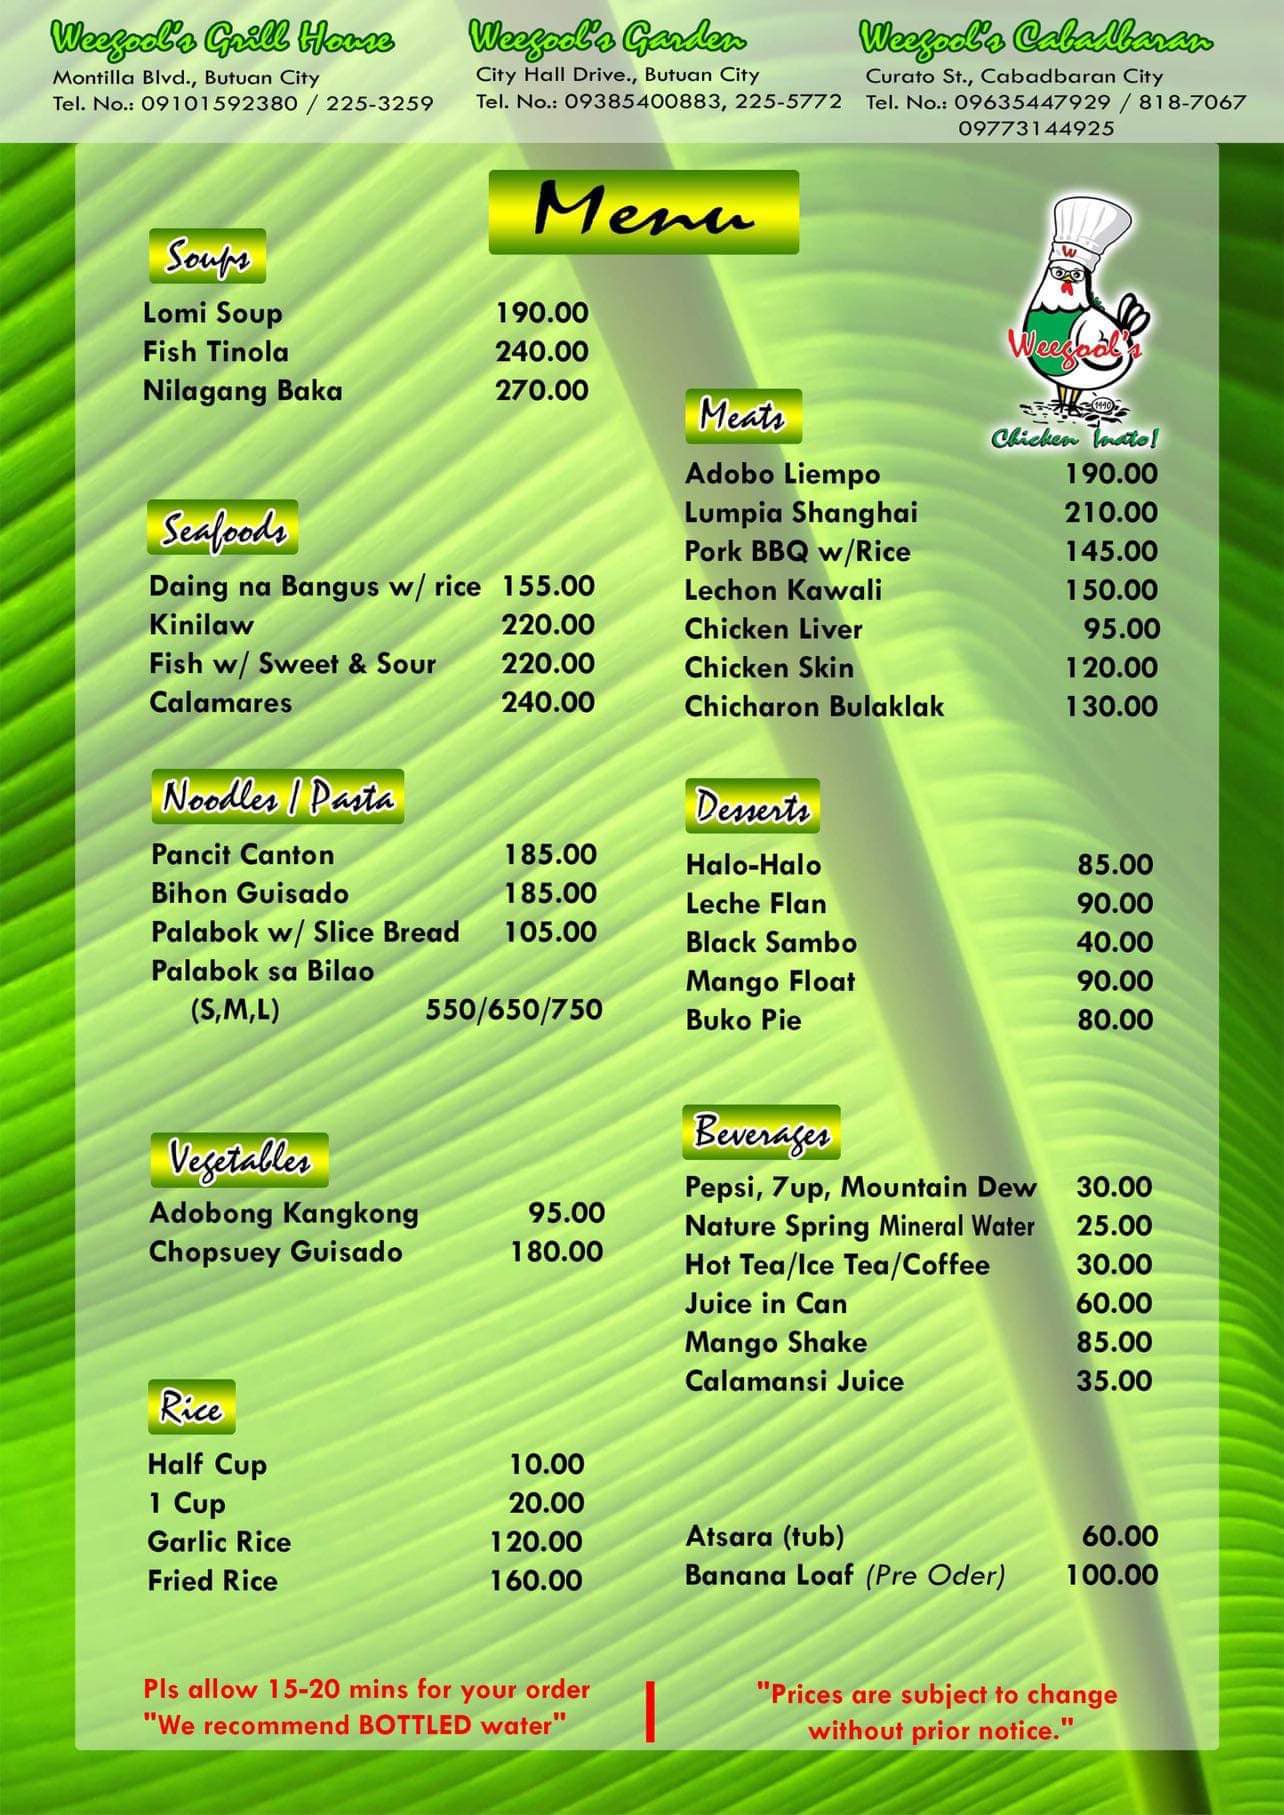 Weegool's Grill House
Montilla Blvd., Butuan City
Tel. No.: 09101592380 / 225-3259
Weegool's Garden
City Hall Drive., Butuan City
Tel. No.: 09385400883, 225-5772
Weegool's Cabadbaran
Curato St., Cabadbaran City
Tel. No.: 09635447929 / 818-7067
09773144925
Menu
W
Weegool's
1410
Chicken Inato!
Soups
Lomi Soup 190.00
Fish Tinola 240.00
Nilagang Baka 270.00
Seafoods
Daing na Bangus w/ rice 155.00
Kinilaw 220.00
Fish w/ Sweet & Sour 220.00
Calamares 240.00
Noodles / Pasta
Pancit Canton 185.00
Bihon Guisado 185.00
Palabok w/ Slice Bread 105.00
Palabok sa Bilao
(S,M,L) 550/650/750
Vegetables
Adobong Kangkong 95.00
Chopsuey Guisado 180.00
Rice
Half Cup 10.00
1 Cup 20.00
Garlic Rice 120.00
Fried Rice 160.00
Meats
Adobo Liempo 190.00
Lumpia Shanghai 210.00
Pork BBQ w/Rice 145.00
Lechon Kawali 150.00
Chicken Liver 95.00
Chicken Skin 120.00
Chicharon Bulaklak 130.00
Desserts
Halo-Halo 85.00
Leche Flan 90.00
Black Sambo 40.00
Mango Float 90.00
Buko Pie 80.00
Beverages
Pepsi, 7up, Mountain Dew 30.00
Nature Spring Mineral Water 25.00
Hot Tea/Ice Tea/Coffee 30.00
Juice in Can 60.00
Mango Shake 85.00
Calamansi Juice 35.00
Atsara (tub) 60.00
Banana Loaf (Pre Oder) 100.00
Pls allow 15-20 mins for your order
"We recommend BOTTLED water"
"Prices are subject to change
without prior notice."